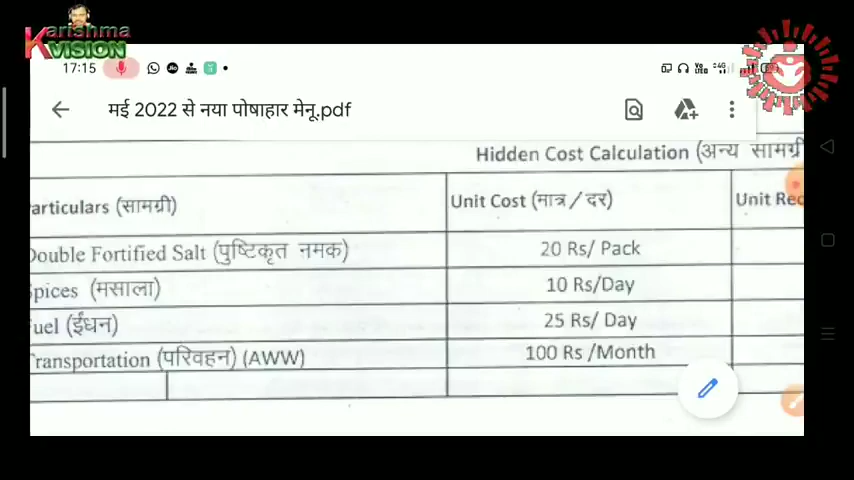 Karishma
VISION
17:15
मई 2022 से नया पोषाहार मेनू.pdf
Hidden Cost Calculation (अन्य सामग्री
articulars (सामग्री) Unit Cost (मात्र / दर) Unit Req
Double Fortified Salt (पुष्टिकृत नमक) 20 Rs/ Pack
Spices (मसाला) 10 Rs/Day
Fuel (ईंधन) 25 Rs/ Day
Transportation (परिवहन) (AWW) 100 Rs /Month